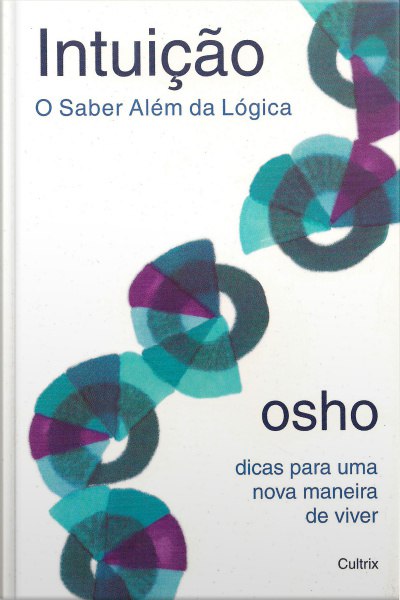 Intuição
O Saber Além da Lógica
osho
dicas para uma
nova maneira
de viver
Cultrix